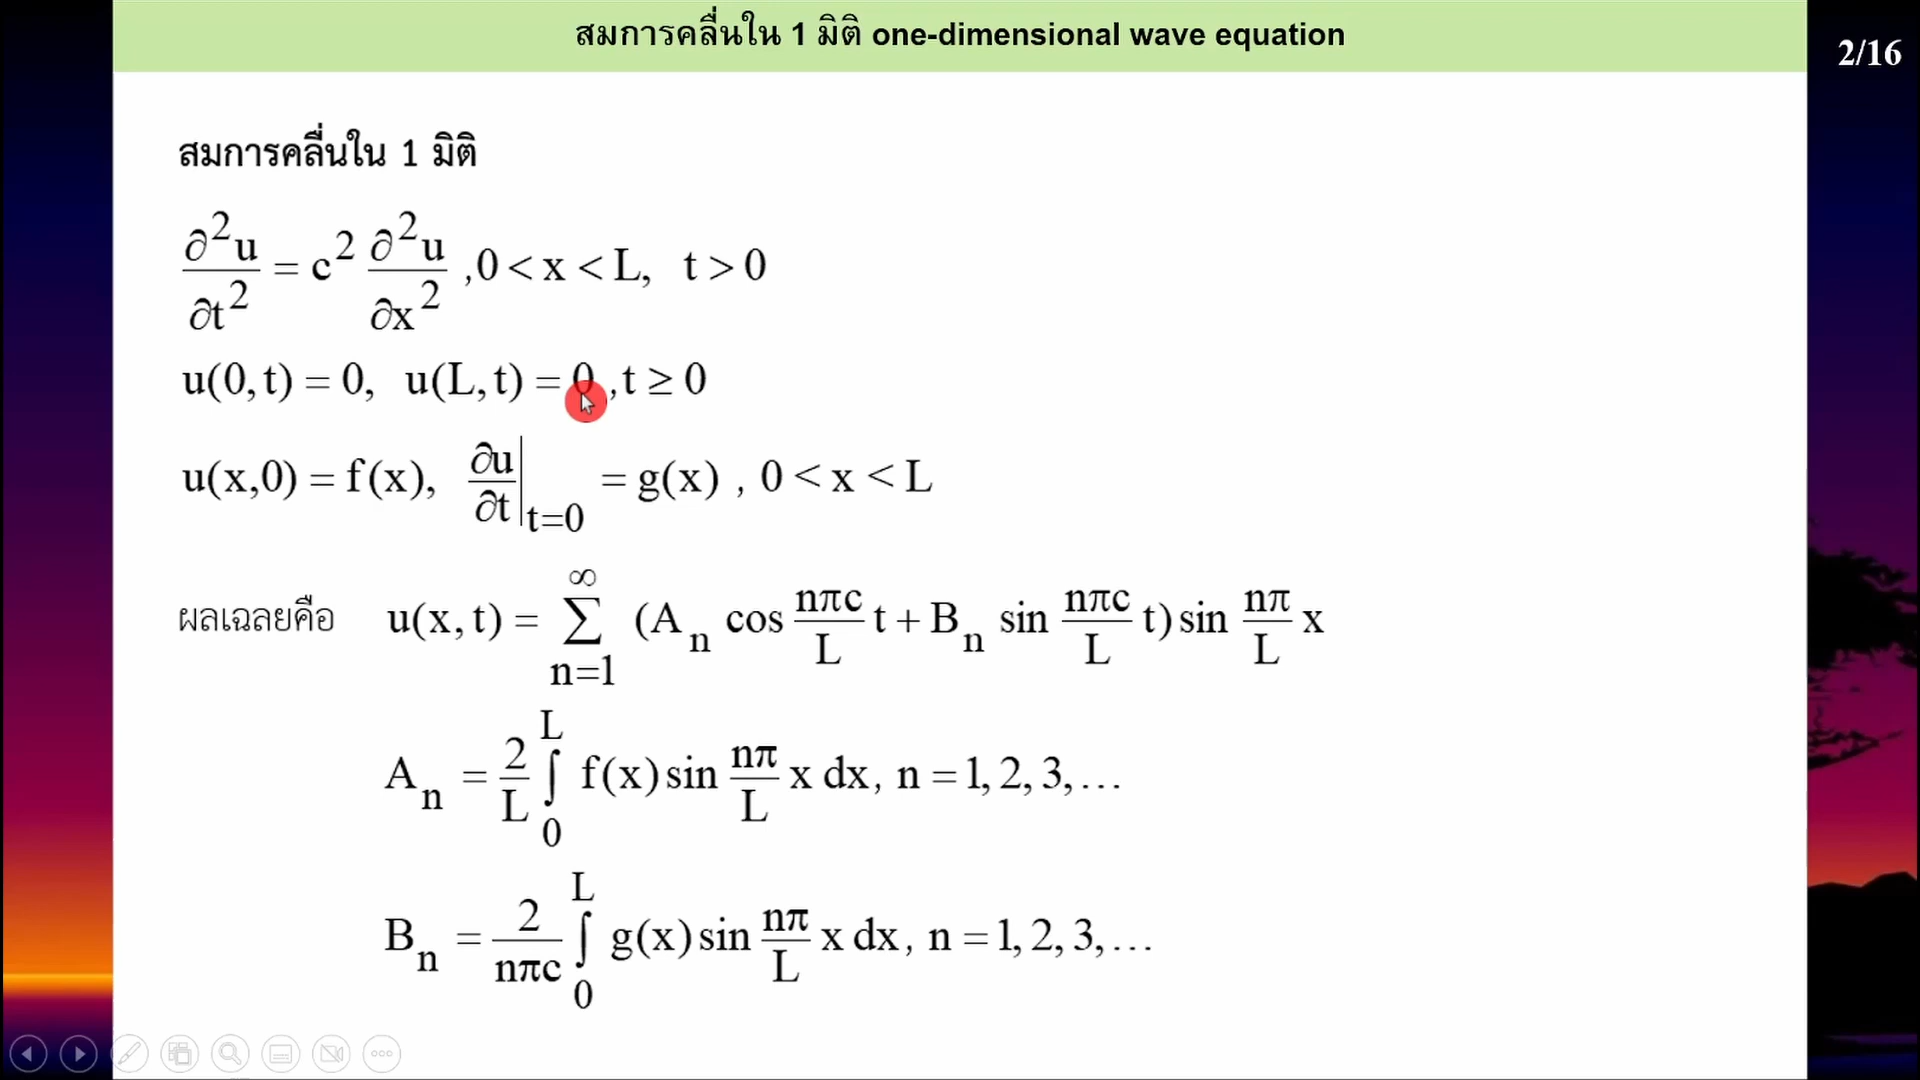 สมการคลื่นใน 1 มิติ one-dimensional wave equation
2/16
สมการคลื่นใน 1 มิติ
∂²u/∂t² = c² ∂²u/∂x² ,0 < x < L, t > 0
u(0,t) = 0, u(L,t) = 0 ,t ≥ 0
u(x,0) = f(x), ∂u/∂t|t=0 = g(x) , 0 < x < L
ผลเฉลยคือ u(x,t) = ∑_{n=1}^{∞} (A_n cos nπc/L t + B_n sin nπc/L t) sin nπ/L x
A_n = 2/L ∫_0^L f(x) sin nπ/L x dx, n = 1, 2, 3, …
B_n = 2/nπc ∫_0^L g(x) sin nπ/L x dx, n = 1, 2, 3, …